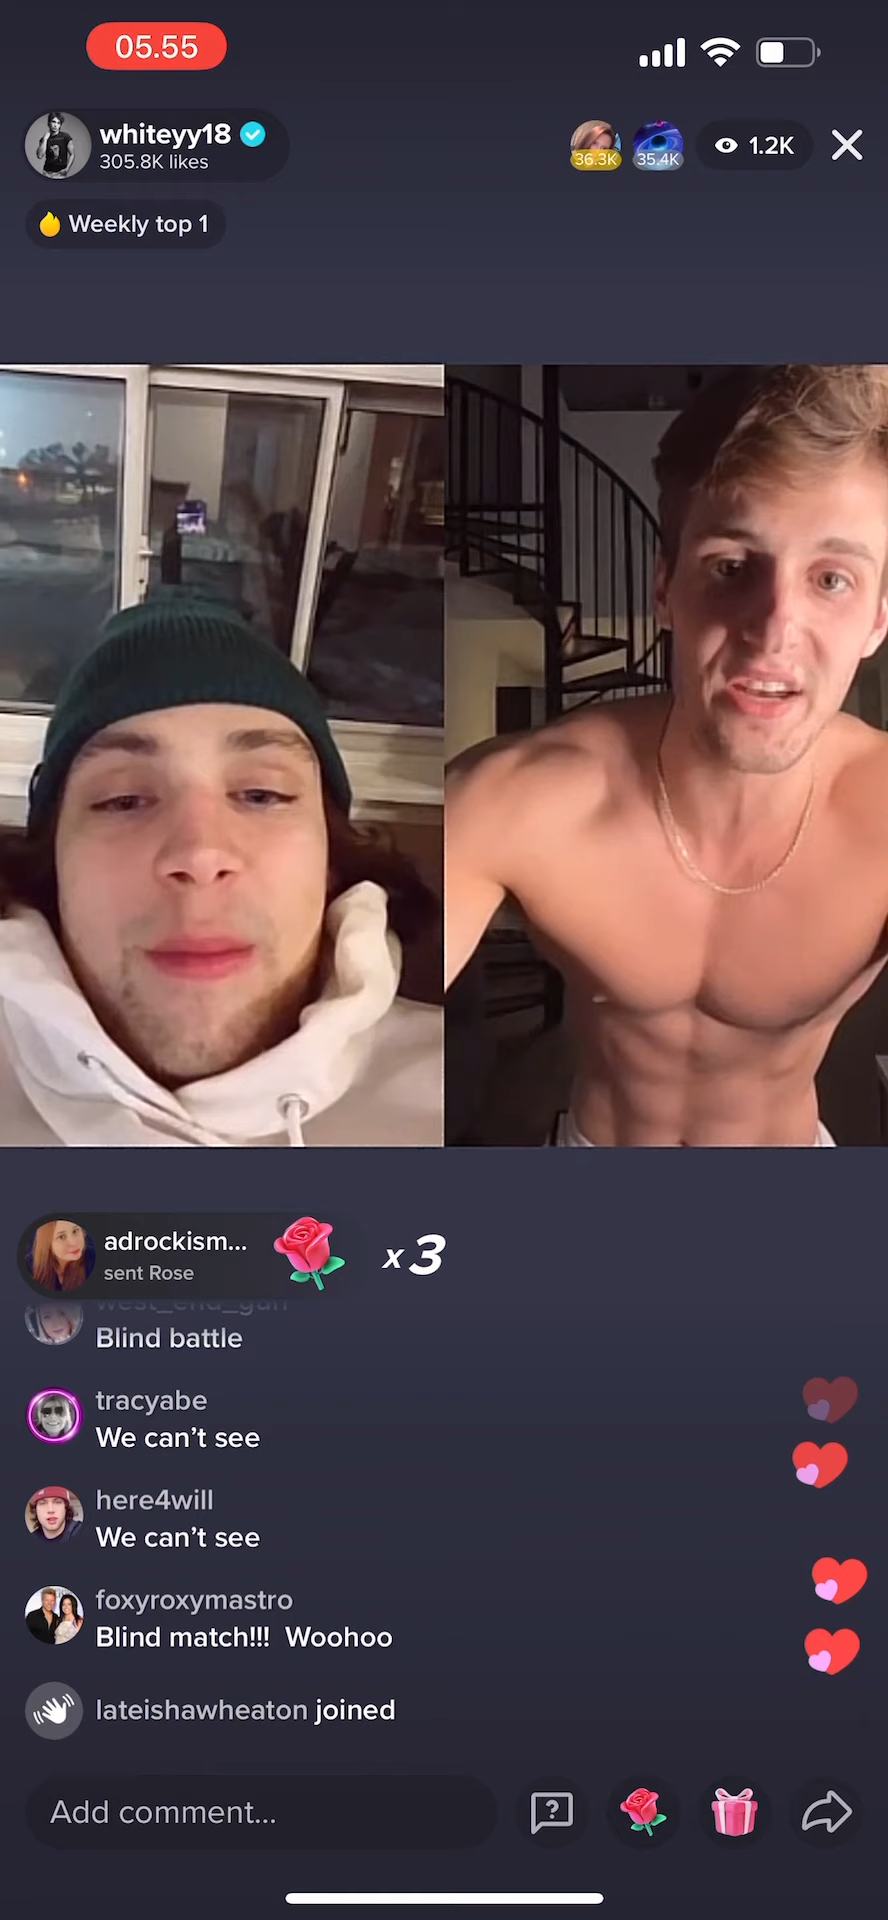 05.55
whiteyy18
305.8K likes
36.3K
35.4K
1.2K
Weekly top 1
adrockism...
sent Rose
x3
west_end_gurl
Blind battle
tracyabe
We can't see
here4will
We can't see
foxyroxymastro
Blind match!!! Woohoo
lateishawheaton joined
Add comment...